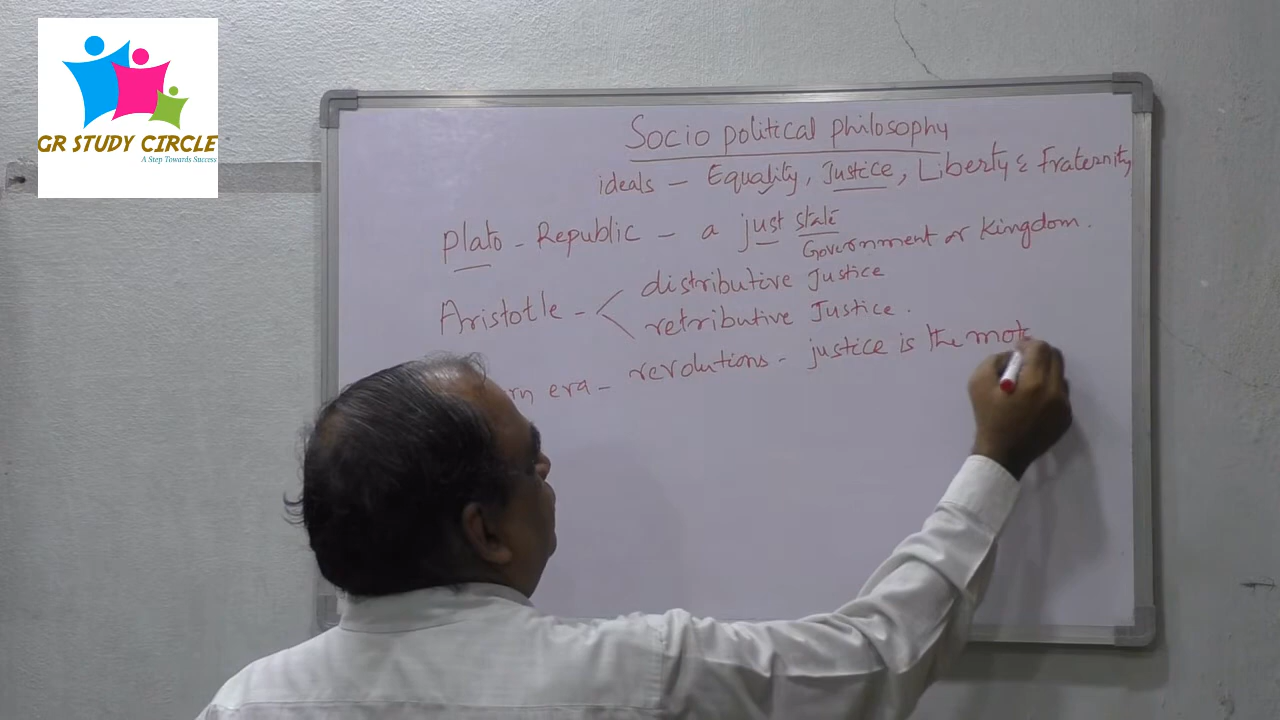 GR STUDY CIRCLE
A Step Towards Success
Socio political philosophy
ideals - Equality, Justice, Liberty & Fraternity
Plato - Republic - a just state
Government or Kingdom.
Aristotle - distributive Justice
retributive Justice.
era - revolutions - justice is the